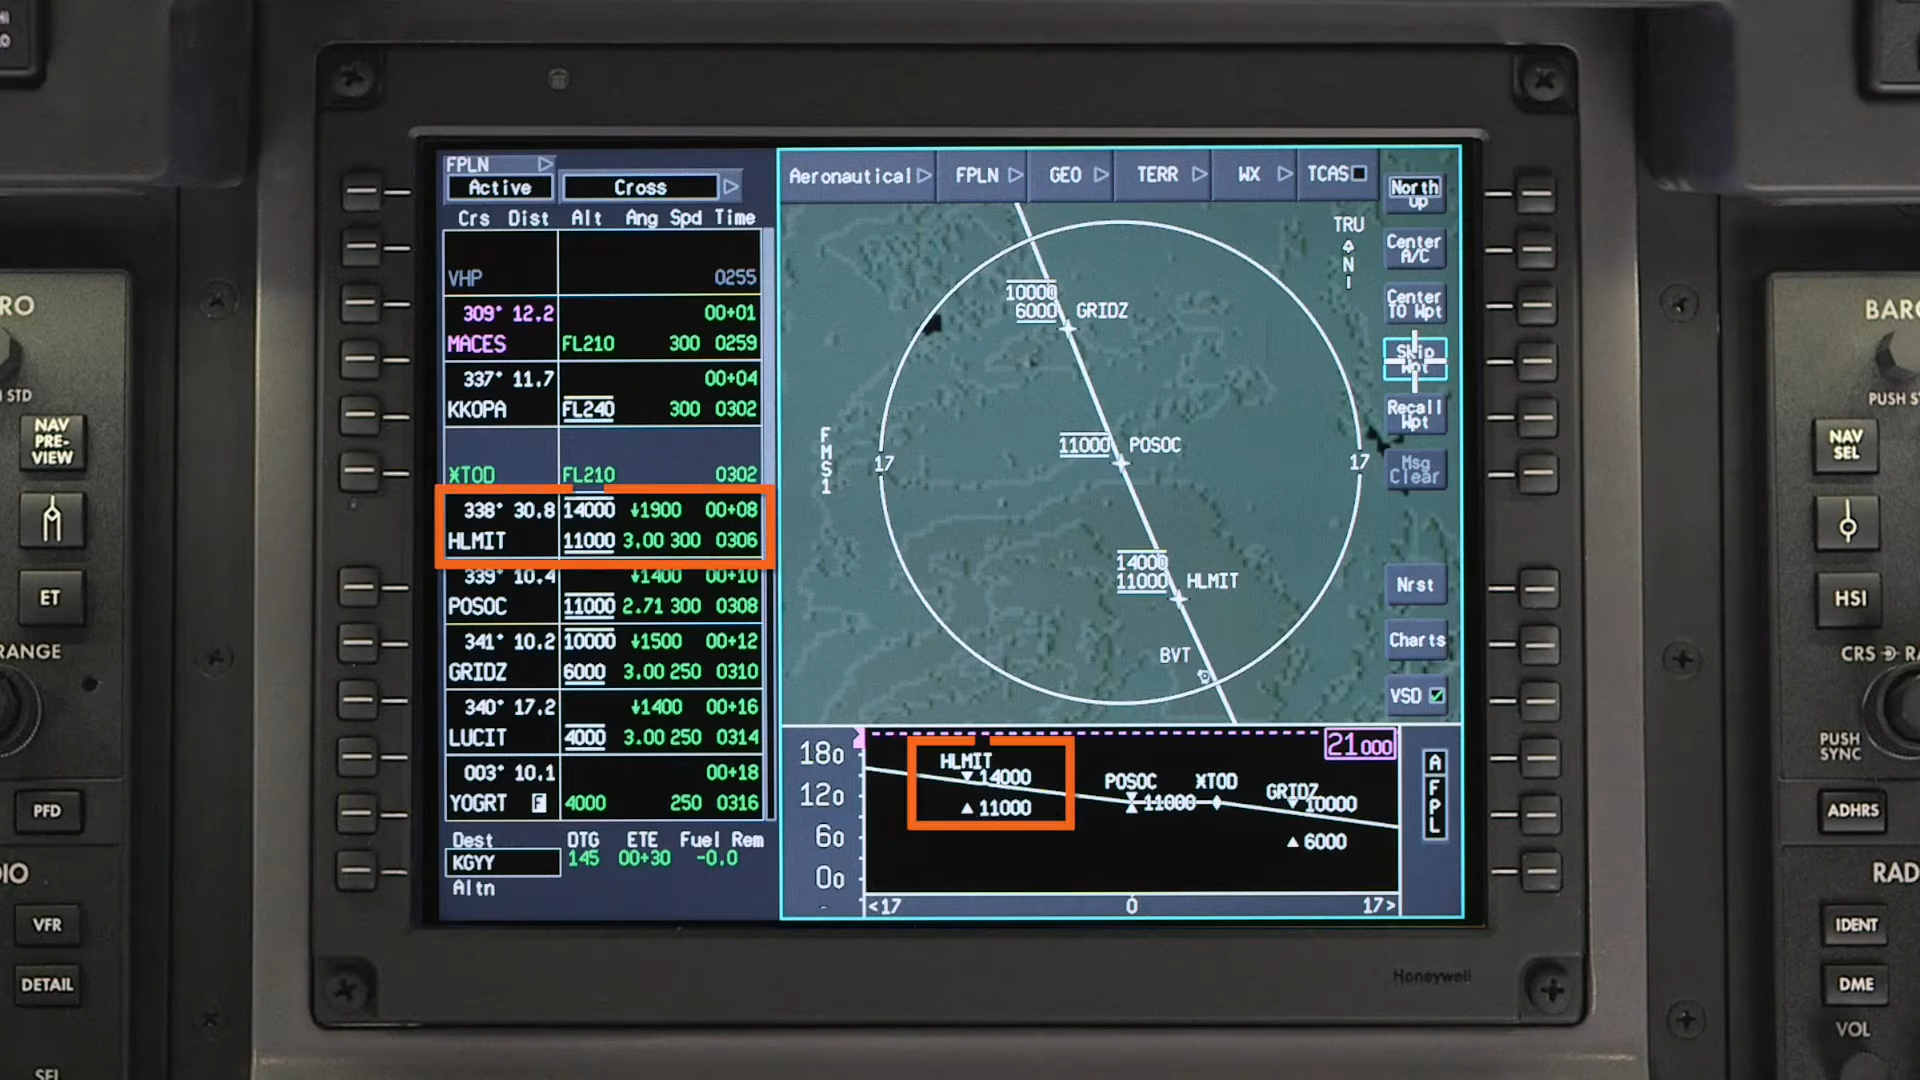 FPLN
Active Cross
Crs Dist Alt Ang Spd Time
VHP 0255
309° 12.2 00+01
MACES FL210 300 0259
337° 11.7 00+04
KKOPA FL240 300 0302
XTOD FL210 0302
338° 30.8 14000 ↓1900 00+08
HLMIT 11000 3.00 300 0306
339° 10.4 ↓1400 00+10
POSOC 11000 2.71 300 0308
341° 10.2 10000 ↓1500 00+12
GRIDZ 6000 3.00 250 0310
340° 17.2 ↓1400 00+16
LUCIT 4000 3.00 250 0314
003° 10.1 00+18
YOGRT F 4000 250 0316
Dest DTG ETE Fuel Rem
KGYY 145 00+30 -0.0
Altn
Aeronautical FPLN GEO TERR WX TCAS
North
Up
Center
A/C
Center
TO Wpt
Skip
Wpt
Recall
Wpt
Msg
Clear
Nrst
Charts
VSD
TRU
N
FMS1
10000
6000 GRIDZ
11000 POSOC
17 17
14000
11000 HLMIT
BVT
21000
180
120
60
00
HLMIT
14000
11000
POSOC
11000
XTOD
GRIDZ
10000
6000
<17 0 17>
AFPL
Honeywell
STD
NAV
PRE-
VIEW
ET
RANGE
PFD
VFR
DETAIL
SEL
BARO
PUSH
NAV
SEL
HSI
CRS
PUSH
SYNC
ADHRS
IDENT
DME
VOL